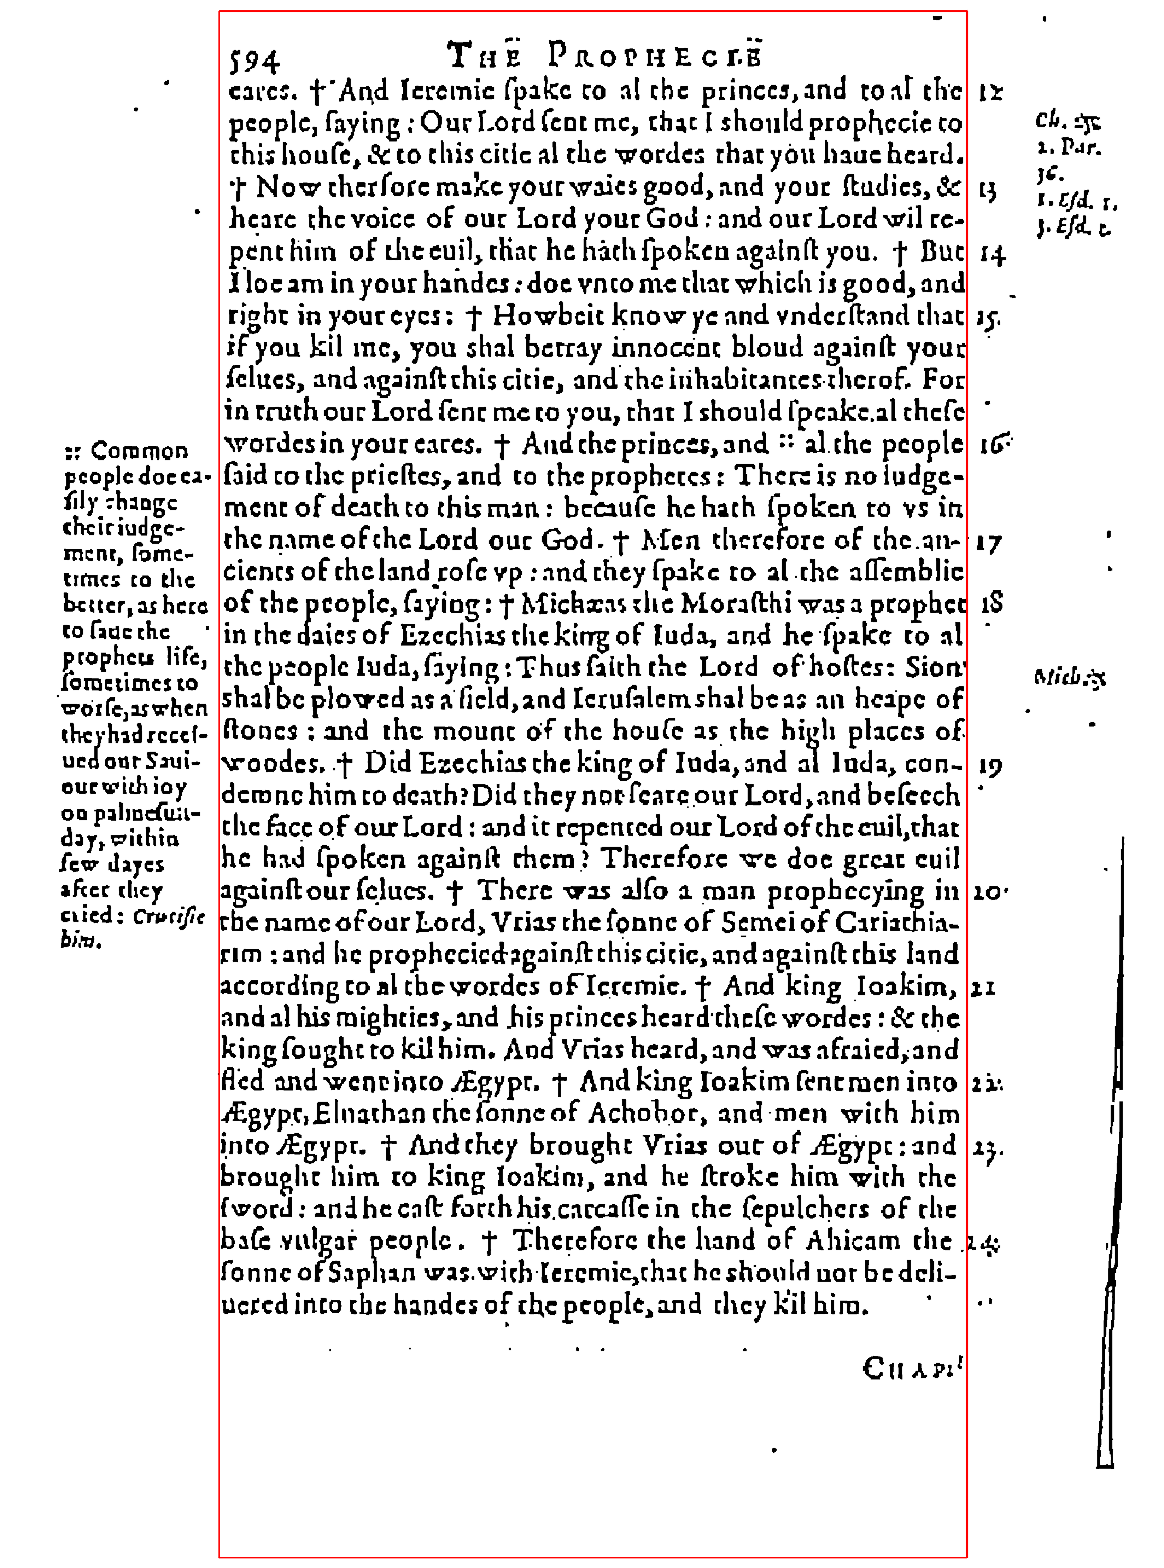 594 THE PROPHECIE
eares. † And Ieremie ſpake to al the princes, and to al the 12
people, ſaying: Our Lord ſent me, that I should prophecie to
this houſe, & to this citie al the wordes that you haue heard.
† Now therfore make your waies good, and your ſtudies, & 13
heare the voice of our Lord your God: and our Lord wil re-
pent him of the euil, that he hath ſpoken againſt you. † But 14
I loe am in your handes: doe vnto me that which is good, and
right in your eyes: † Howbeit know ye and vnderſtand that 15.
if you kil me, you shal betray innocent bloud againſt your
ſelues, and againſt this citie, and the inhabitantes therof. For
in truth our Lord ſent me to you, that I should ſpeake al theſe
wordes in your eares. † And the princes, and :: al the people 16
ſaid to the prieſtes, and to the prophetes: There is no iudge-
ment of death to this man: becauſe he hath ſpoken to vs in
the name of the Lord our God. † Men therefore of the an- 17
cients of the land roſe vp: and they ſpake to al the aſſemblie
of the people, ſaying: † Michæas the Moraſthi was a prophet 18
in the daies of Ezechias the king of Iuda, and he ſpake to al
the people Iuda, ſaying: Thus ſaith the Lord of hoſtes: Sion
shal be plowed as a field, and Ieruſalem shal be as an heape of
ſtones: and the mount of the houſe as the high places of
woodes. † Did Ezechias the king of Iuda, and al Iuda, con- 19
demne him to death? Did they not feare our Lord, and beſeech
the face of our Lord: and it repented our Lord of the euil, that
he had ſpoken againſt them? Therefore we doe great euil
againſt our ſelues. † There was alſo a man prophecying in 20
the name of our Lord, Vrias the ſonne of Semei of Cariathia-
rim: and he prophecied againſt this citie, and againſt this land
according to al the wordes of Ieremie. † And king Ioakim, 21
and al his mighties, and his princes heard theſe wordes: & the
king ſought to kil him. And Vrias heard, and was afraied, and
fled and went into Ægypt. † And king Ioakim ſent men into 22.
Ægypt, Elnathan the ſonne of Achobor, and men with him
into Ægypt. † And they brought Vrias out of Ægypt: and 23.
brought him to king Ioakim, and he ſtroke him with the
ſword: and he caſt forth his carcaſſe in the ſepulchers of the
baſe vulgar people. † Therefore the hand of Ahicam the 24.
ſonne of Saphan was with Ieremie, that he should not be deli-
uered into the handes of the people, and they kil him.
CHAP.
:: Common
people doe ea-
ſily change
their iudge-
ment, ſome-
times to the
better, as here
to ſaue the
prophets life,
ſometimes to
worſe, as when
they had recei-
ued our Saui-
our with ioy
on palmeſun-
day, within
few dayes
after they
cried: Crucifie
him.
2. Par.
36.
1. Eſd. 1.
3. Eſd. 1.
Mich. 3